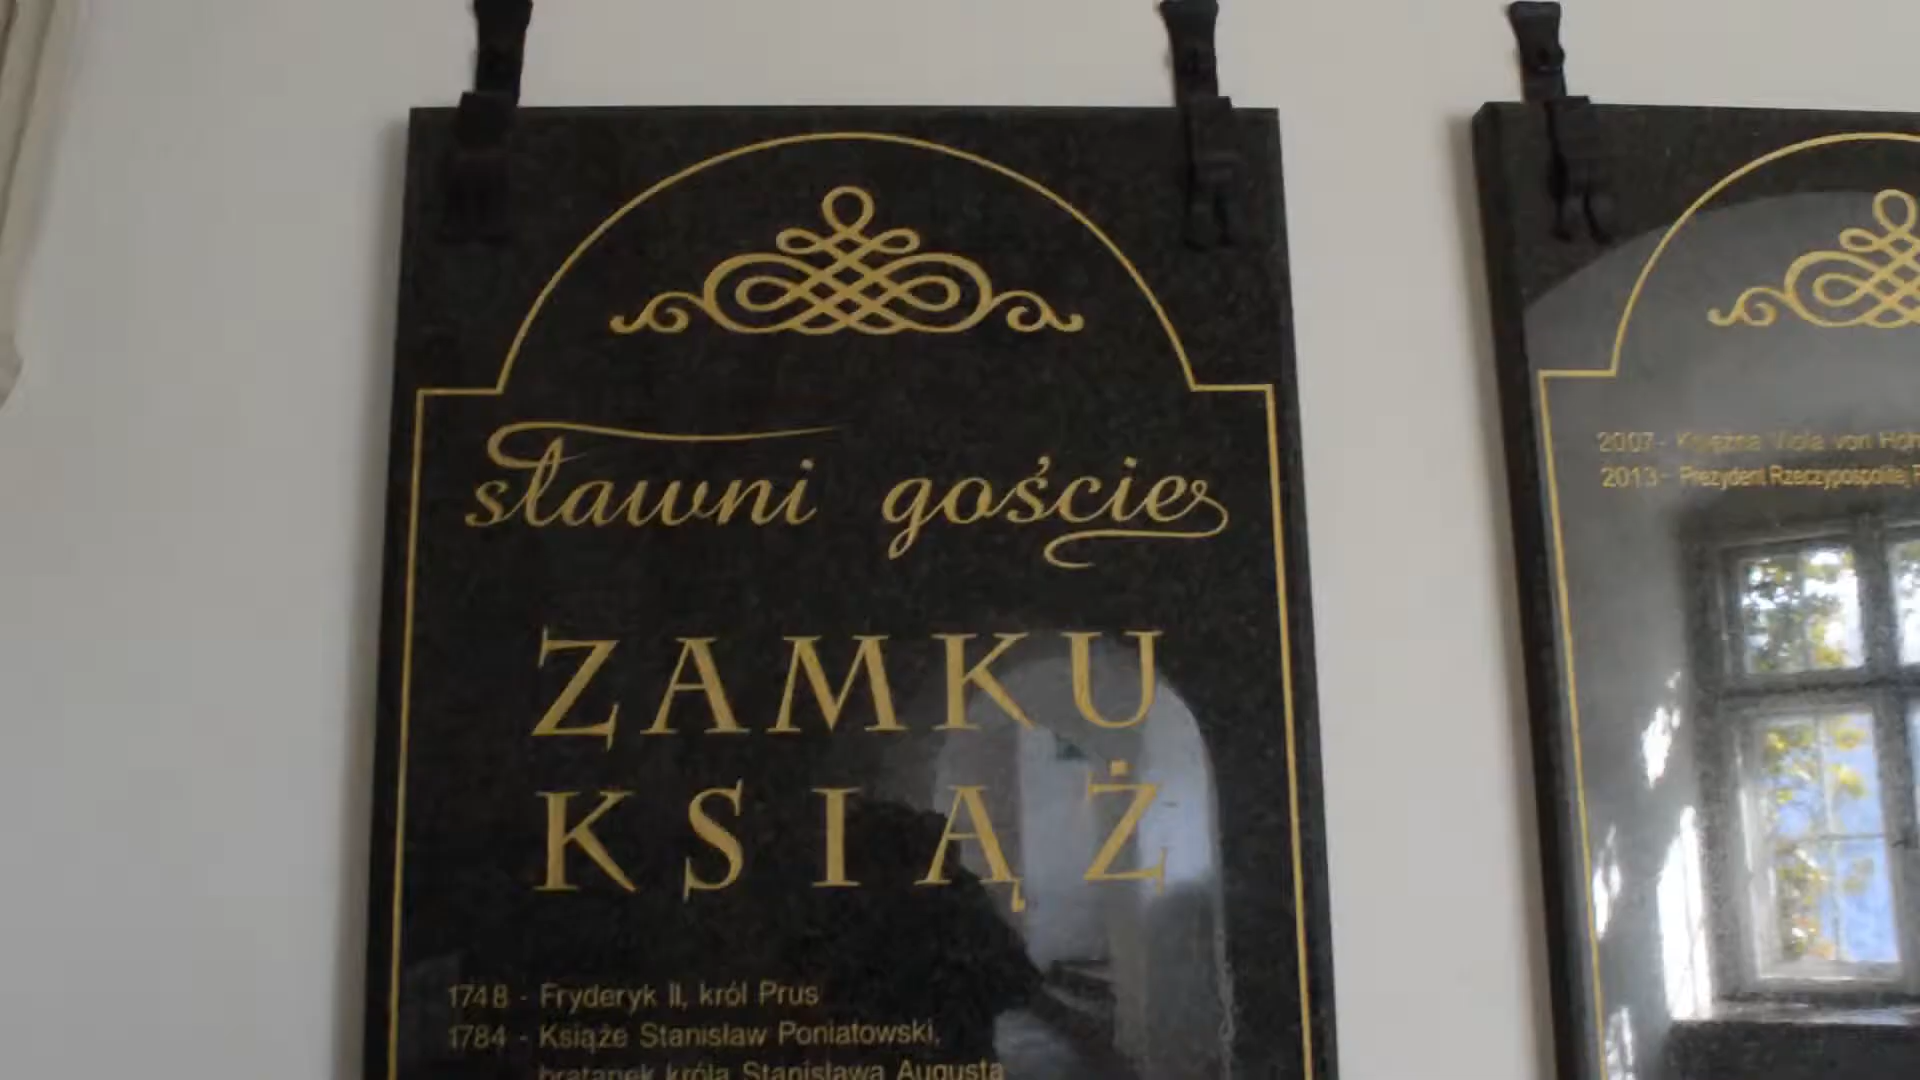 sławni goście
ZAMKU
KSIĄŻ
1748 - Fryderyk II, król Prus
1784 - Książe Stanisław Poniatowski,
bratanek króla Stanisława Augusta
2007- Księżna Viola von Hoh
2013- Prezydent Rzeczypospolitej